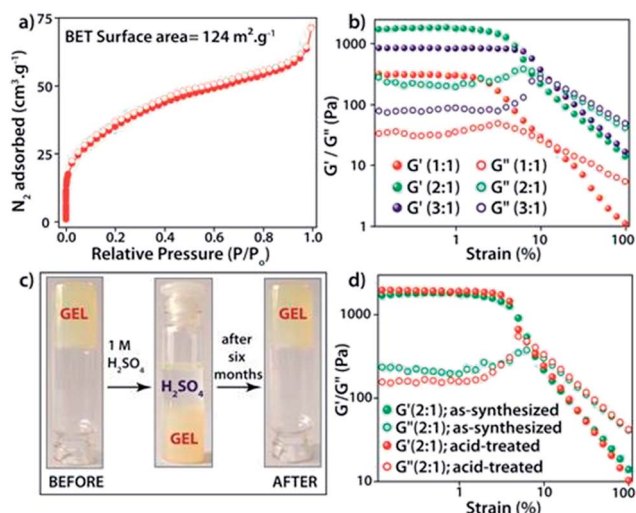 a)
BET Surface area= 124 m².g⁻¹
75
50
25
0
N₂ adsorbed (cm³.g⁻¹)
0.0 0.2 0.4 0.6 0.8 1.0
Relative Pressure (P/Pₒ)
b)
1000
100
10
1
G'/ G" (Pa)
G' (1:1) G" (1:1)
G' (2:1) G" (2:1)
G' (3:1) G" (3:1)
1 10 100
Strain (%)
c)
GEL
1 M
H₂SO₄
H₂SO₄
GEL
after
six
months
GEL
BEFORE
AFTER
d)
1000
100
10
G'/G" (Pa)
G'(2:1); as-synthesized
G"(2:1); as-synthesized
G'(2:1); acid-treated
G"(2:1); acid-treated
1 10 100
Strain (%)